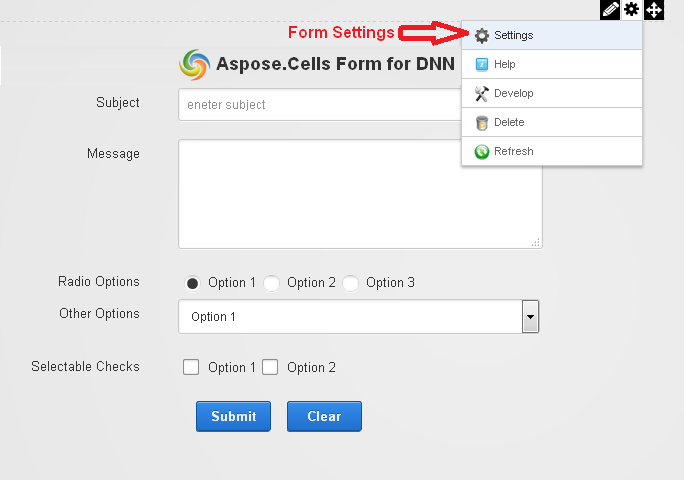 Form Settings
Settings
Aspose.Cells Form for DNN
Help
Subject
eneter subject
Develop
Delete
Message
Refresh
Radio Options
Option 1
Option 2
Option 3
Other Options
Option 1
Selectable Checks
Option 1
Option 2
Submit
Clear